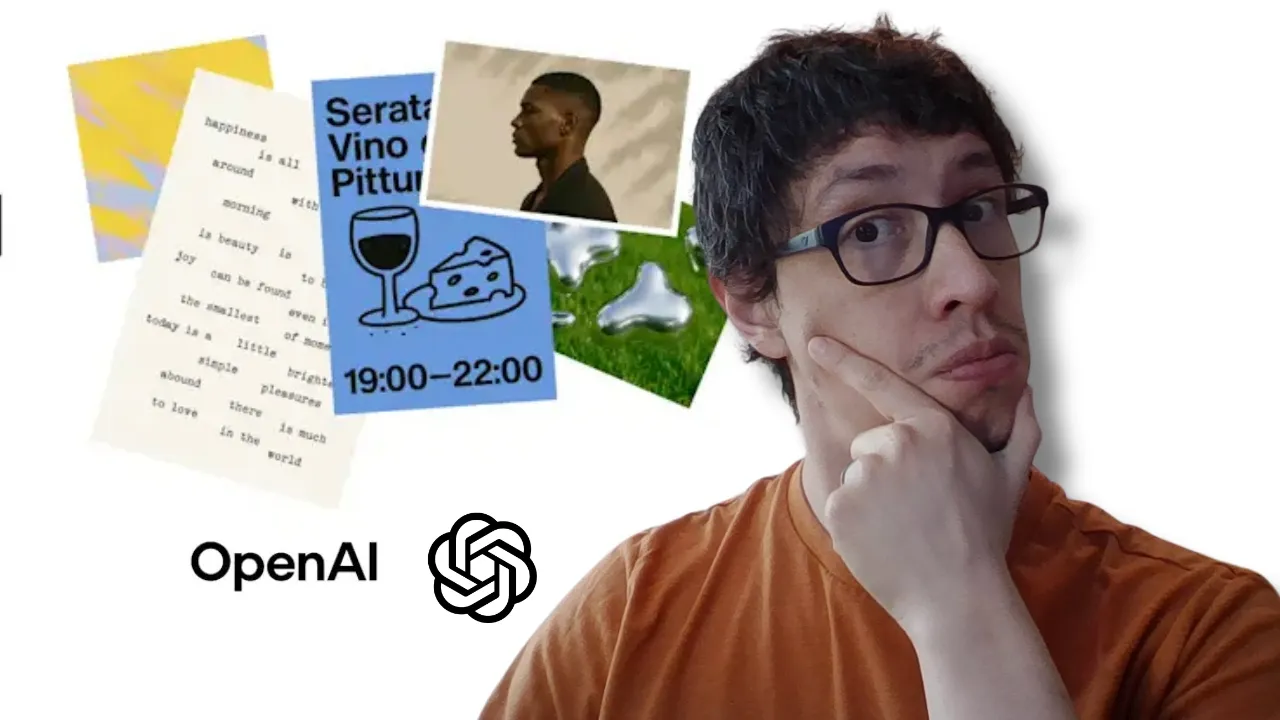 happiness
is all
around
with
morning
is beauty is
to b
joy can be found
even i
the smallest of mome
today is a little brighte
simple pleasures
abound there is much
to love in the
world
Serata
Vino
Pittur
19:00–22:00
OpenAI